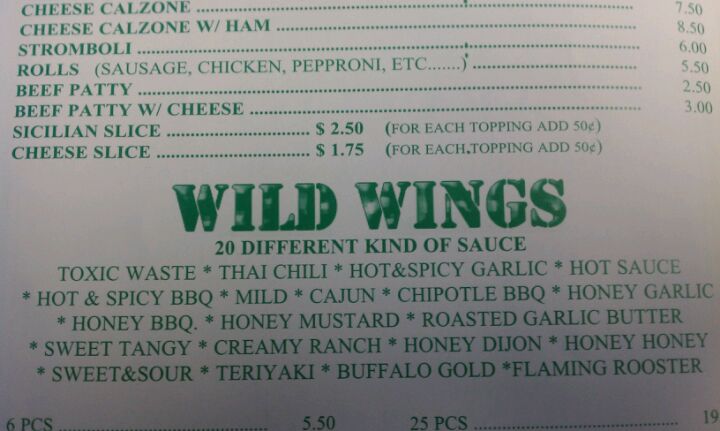 CHEESE CALZONE ........ 7.50
CHEESE CALZONE W/ HAM ........ 8.50
STROMBOLI ........ 6.00
ROLLS (SAUSAGE, CHICKEN, PEPPRONI, ETC......) ........ 5.50
BEEF PATTY ........ 2.50
BEEF PATTY W/ CHEESE ........ 3.00
SICILIAN SLICE ........ $ 2.50 (FOR EACH TOPPING ADD 50¢)
CHEESE SLICE ........ $ 1.75 (FOR EACH TOPPING ADD 50¢)
WILD WINGS
20 DIFFERENT KIND OF SAUCE
TOXIC WASTE * THAI CHILI * HOT&SPICY GARLIC * HOT SAUCE
* HOT & SPICY BBQ * MILD * CAJUN * CHIPOTLE BBQ * HONEY GARLIC
* HONEY BBQ. * HONEY MUSTARD * ROASTED GARLIC BUTTER
* SWEET TANGY * CREAMY RANCH * HONEY DIJON * HONEY HONEY
* SWEET&SOUR * TERIYAKI * BUFFALO GOLD *FLAMING ROOSTER
6 PCS ........ 5.50 25 PCS ........ 19